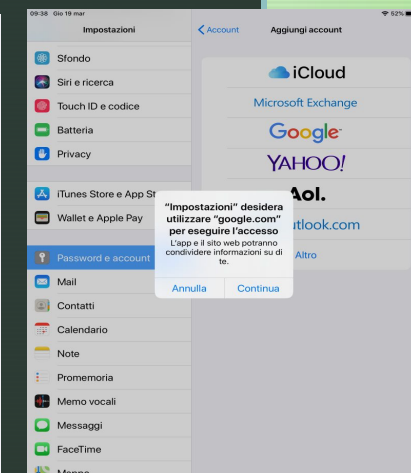 09:38 Gio 19 mar
52%
Impostazioni
Account
Aggiungi account
Sfondo
Siri e ricerca
Touch ID e codice
Batteria
Privacy
iTunes Store e App St
Wallet e Apple Pay
Password e account
Mail
Contatti
Calendario
Note
Promemoria
Memo vocali
Messaggi
FaceTime
iCloud
Microsoft Exchange
Google
YAHOO!
Aol.
utlook.com
Altro
"Impostazioni" desidera
utilizzare "google.com"
per eseguire l'accesso
L'app e il sito web potranno
condividere informazioni su di
te.
Annulla
Continua